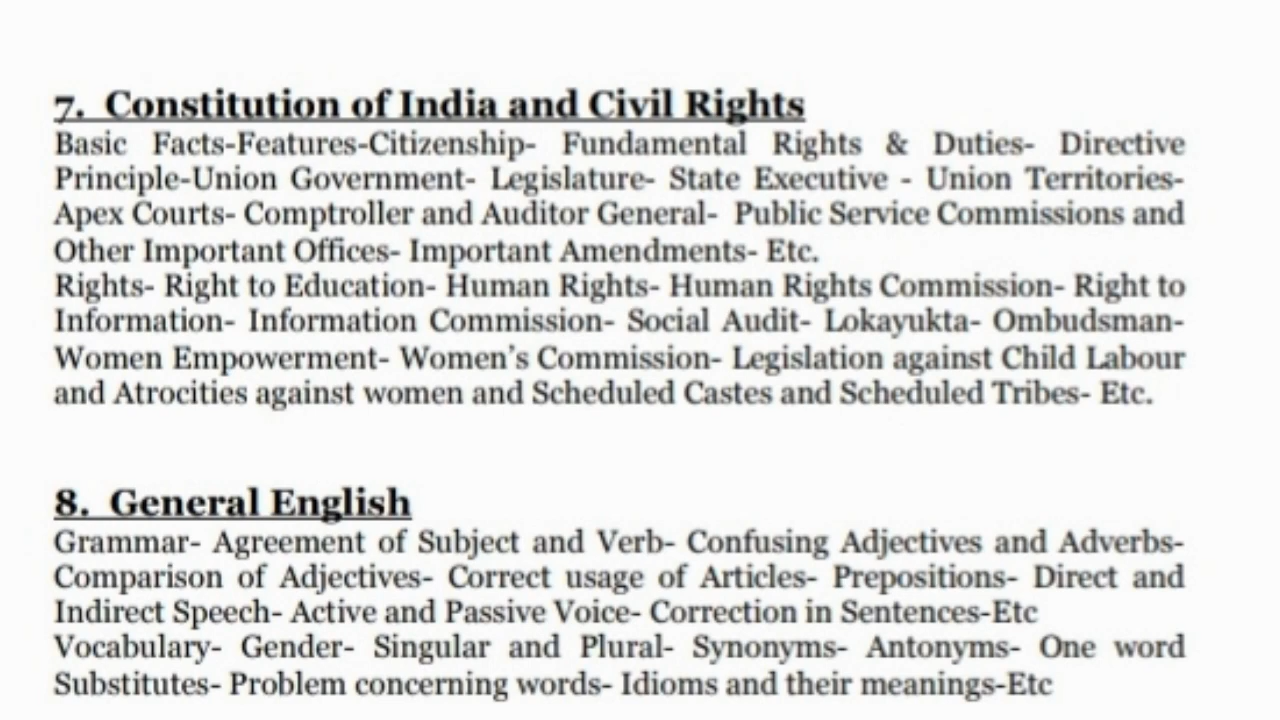 7. Constitution of India and Civil Rights
Basic Facts-Features-Citizenship- Fundamental Rights & Duties- Directive
Principle-Union Government- Legislature- State Executive - Union Territories-
Apex Courts- Comptroller and Auditor General- Public Service Commissions and
Other Important Offices- Important Amendments- Etc.
Rights- Right to Education- Human Rights- Human Rights Commission- Right to
Information- Information Commission- Social Audit- Lokayukta- Ombudsman-
Women Empowerment- Women’s Commission- Legislation against Child Labour
and Atrocities against women and Scheduled Castes and Scheduled Tribes- Etc.
8. General English
Grammar- Agreement of Subject and Verb- Confusing Adjectives and Adverbs-
Comparison of Adjectives- Correct usage of Articles- Prepositions- Direct and
Indirect Speech- Active and Passive Voice- Correction in Sentences-Etc
Vocabulary- Gender- Singular and Plural- Synonyms- Antonyms- One word
Substitutes- Problem concerning words- Idioms and their meanings-Etc